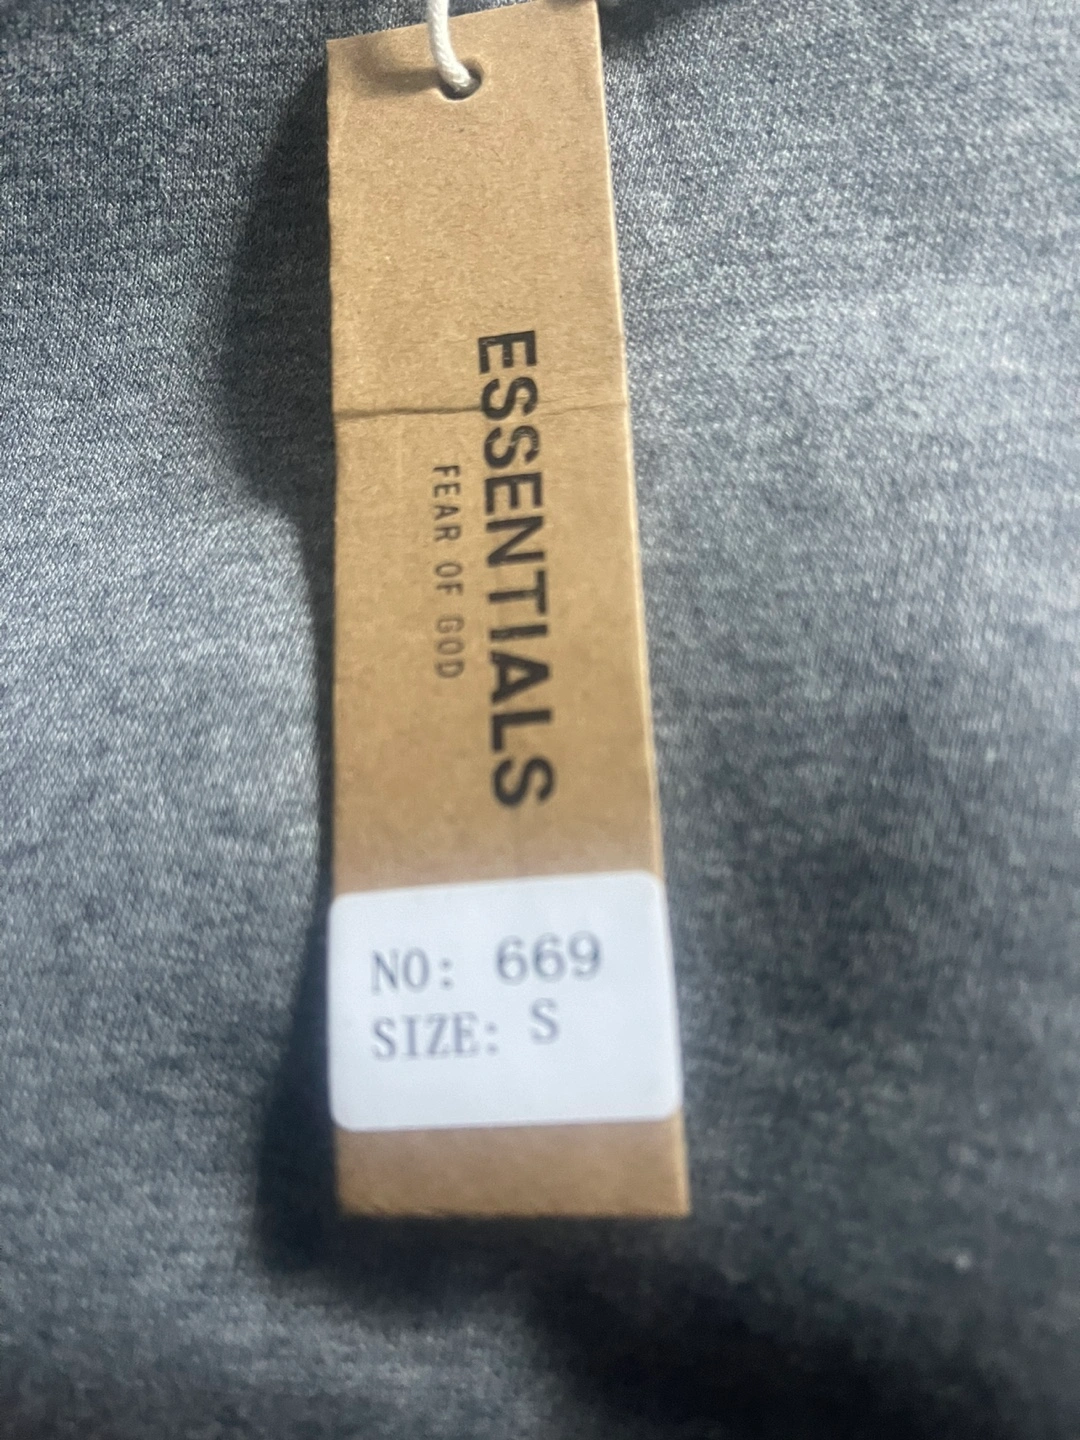 ESSENTIALS
FEAR OF GOD
NO: 669
SIZE: S